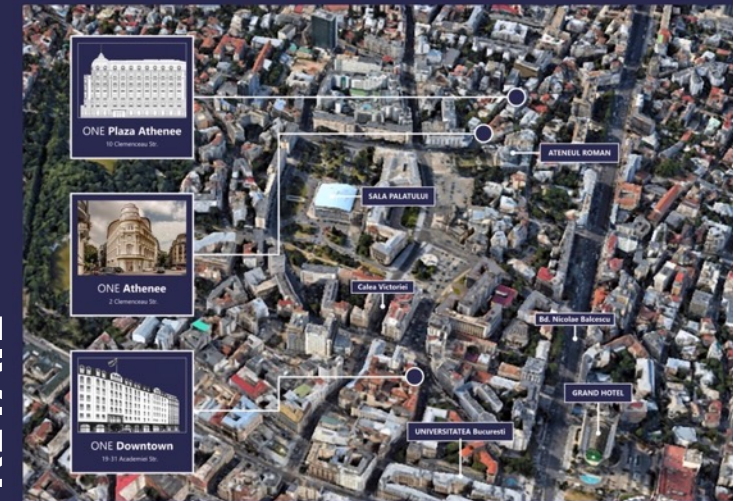 ONE Plaza Athenee
10 Clemenceau Str.
ATENEUL ROMAN
SALA PALATULUI
ONE Athenee
2 Clemenceau Str.
Calea Victoriei
Bd. Nicolae Balcescu
ONE Downtown
19-31 Academiei Str.
GRAND HOTEL
UNIVERSITATEA Bucuresti